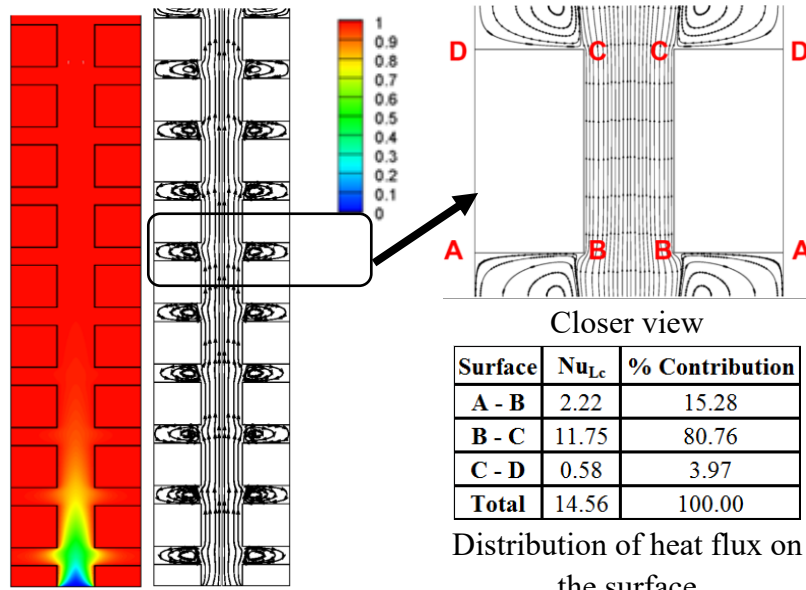 1
0.9
0.8
0.7
0.6
0.5
0.4
0.3
0.2
0.1
0
D C C D
A B B A
Closer view
Surface NuLc % Contribution
A - B 2.22 15.28
B - C 11.75 80.76
C - D 0.58 3.97
Total 14.56 100.00
Distribution of heat flux on
the surface